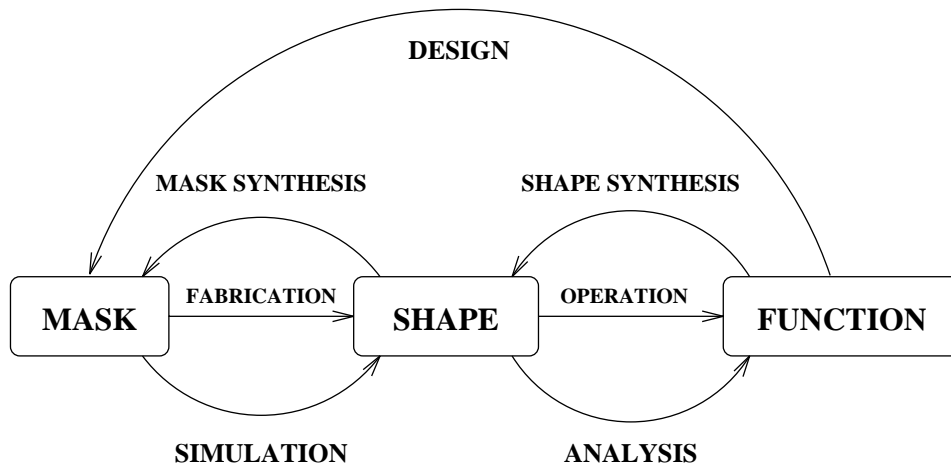 DESIGN
MASK SYNTHESIS
SHAPE SYNTHESIS
FABRICATION
OPERATION
MASK
SHAPE
FUNCTION
SIMULATION
ANALYSIS